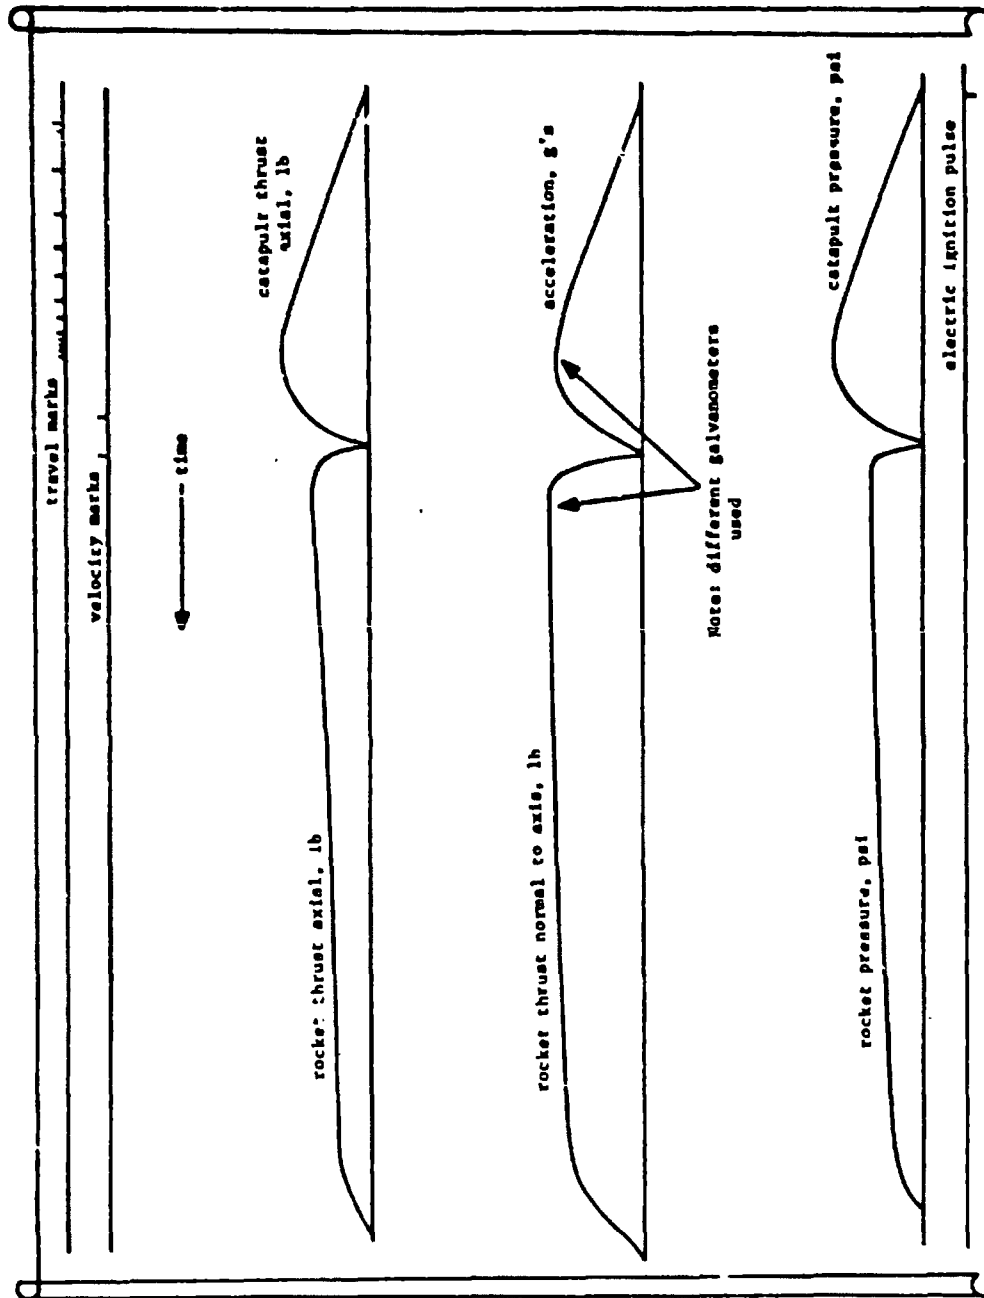 travel marks
velocity marks
time
catapult thrust
axial, lb
rocket thrust axial, lb
acceleration, g's
rocket thrust normal to axis, lb
Note: different galvanometers
used
catapult pressure, psi
rocket pressure, psi
electric ignition pulse